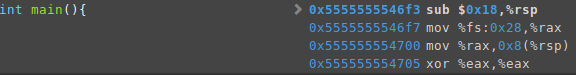 int main(){
0x5555555546f3 sub $0x18,%rsp
0x5555555546f7 mov %fs:0x28,%rax
0x555555554700 mov %rax,0x8(%rsp)
0x555555554705 xor %eax,%eax